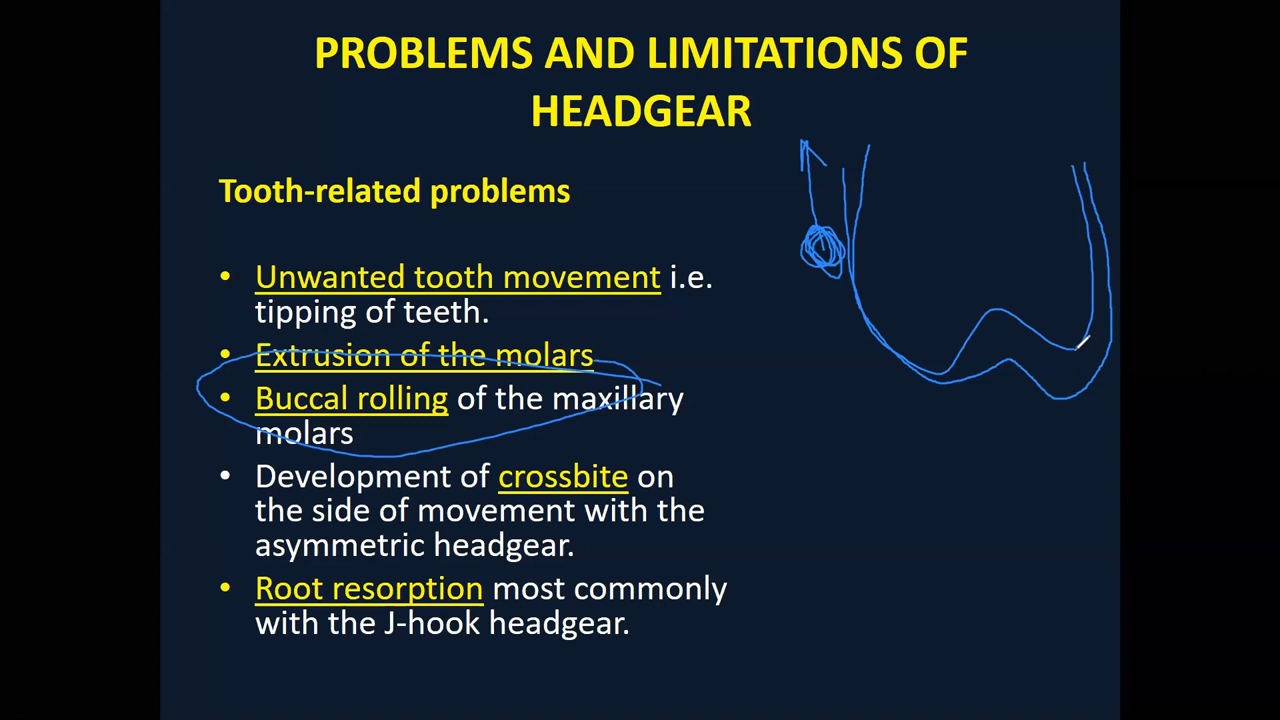 PROBLEMS AND LIMITATIONS OF
HEADGEAR
Tooth-related problems
• Unwanted tooth movement i.e.
tipping of teeth.
• Extrusion of the molars
• Buccal rolling of the maxillary
molars
• Development of crossbite on
the side of movement with the
asymmetric headgear.
• Root resorption most commonly
with the J-hook headgear.